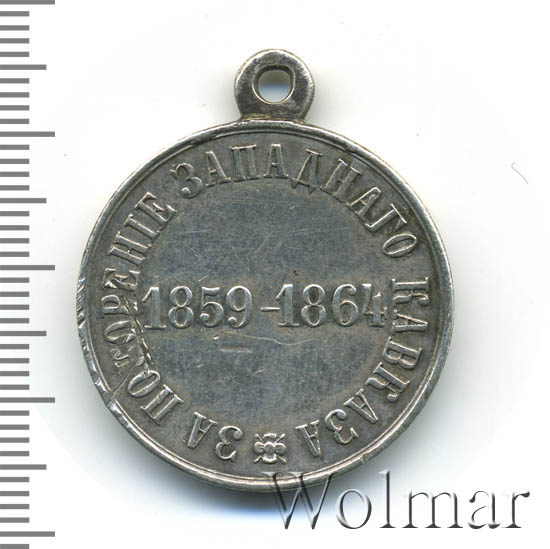 ЗА ПОКОРЕНІЕ ЗАПАДНАГО КАВКАЗА
1859-1864
Wolmar